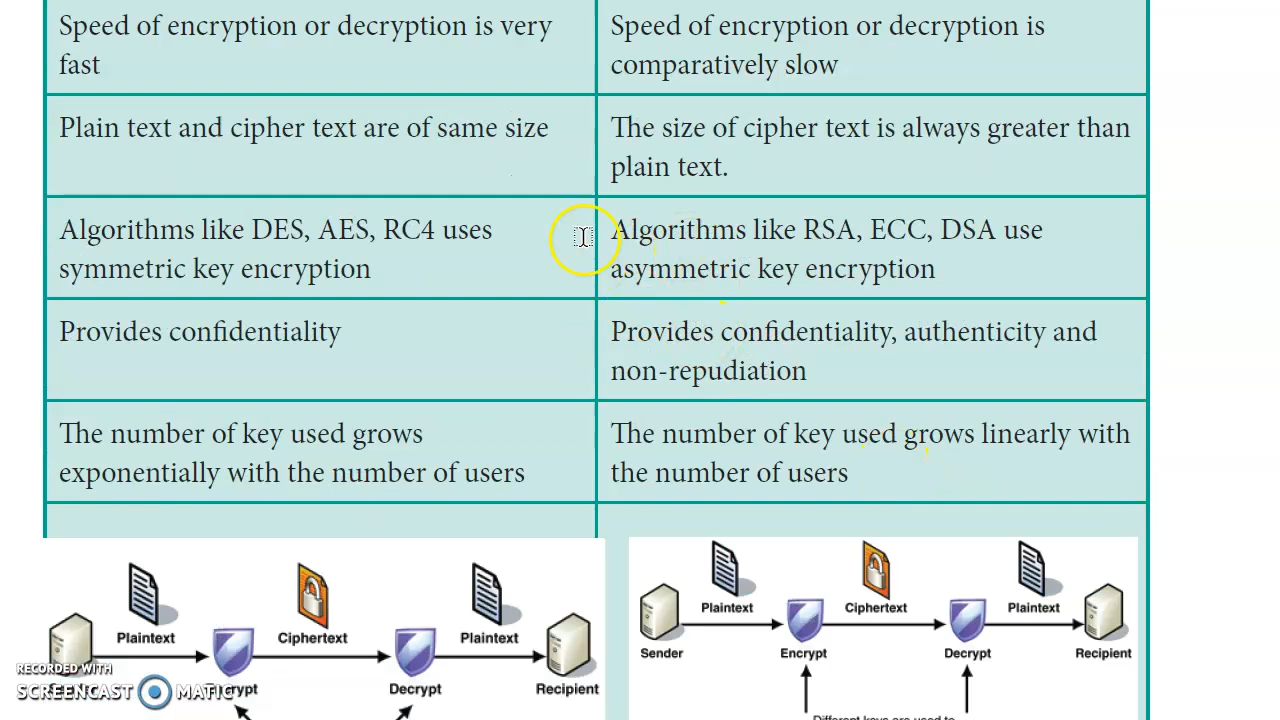 Speed of encryption or decryption is very
fast
Speed of encryption or decryption is
comparatively slow
Plain text and cipher text are of same size
The size of cipher text is always greater than
plain text.
Algorithms like DES, AES, RC4 uses
symmetric key encryption
Algorithms like RSA, ECC, DSA use
asymmetric key encryption
Provides confidentiality
Provides confidentiality, authenticity and
non-repudiation
The number of key used grows
exponentially with the number of users
The number of key used grows linearly with
the number of users
Plaintext
Ciphertext
Plaintext
Decrypt
Recipient
Plaintext
Ciphertext
Plaintext
Sender
Encrypt
Decrypt
Recipient
Different keys are used to
RECORDED WITH
SCREENCAST MATIC